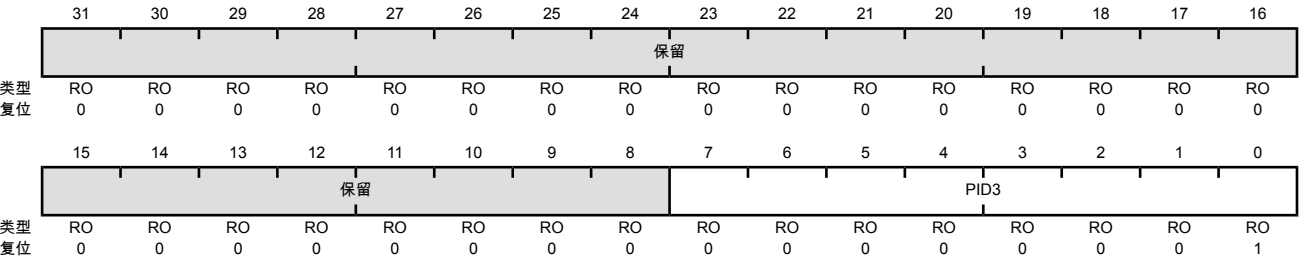 31 30 29 28 27 26 25 24 23 22 21 20 19 18 17 16
保留
类型 RO RO RO RO RO RO RO RO RO RO RO RO RO RO RO RO
复位 0 0 0 0 0 0 0 0 0 0 0 0 0 0 0 0
15 14 13 12 11 10 9 8 7 6 5 4 3 2 1 0
保留 PID3
类型 RO RO RO RO RO RO RO RO RO RO RO RO RO RO RO RO
复位 0 0 0 0 0 0 0 0 0 0 0 0 0 0 0 1